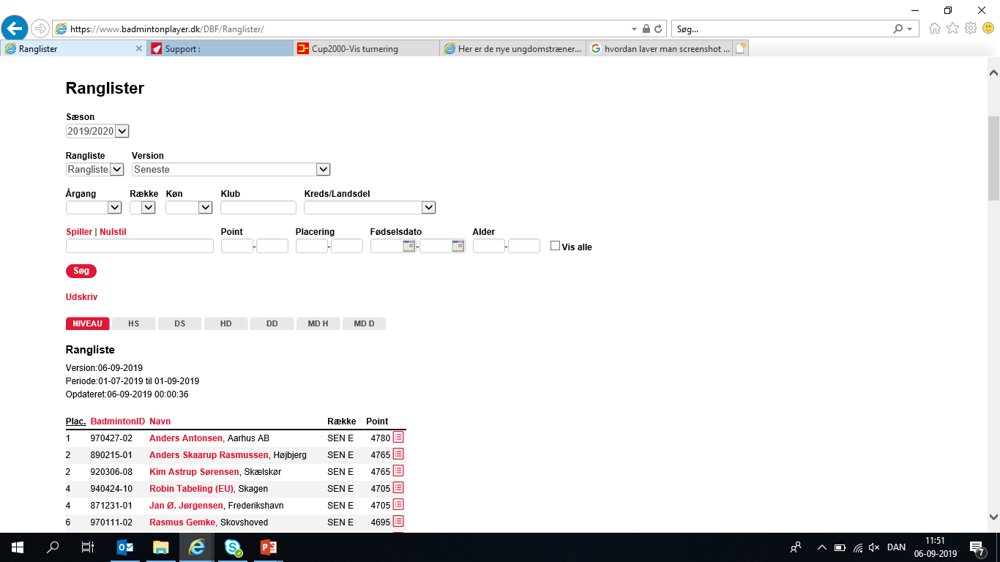 https://www.badmintonplayer.dk/DBF/Ranglister/
Søg...
Ranglister
Support :
Cup2000-Vis turnering
Her er de nye ungdomstræner...
hvordan laver man screenshot ...
Ranglister
Sæson
2019/2020
Rangliste Version
Rangliste Seneste
Årgang Række Køn Klub Kreds/Landsdel
Spiller | Nulstil Point Placering Fødselsdato Alder
- - - - Vis alle
Søg
Udskriv
NIVEAU HS DS HD DD MD H MD D
Rangliste
Version:06-09-2019
Periode:01-07-2019 til 01-09-2019
Opdateret:06-09-2019 00:00:36
Plac. BadmintonID Navn Række Point
1 970427-02 Anders Antonsen, Aarhus AB SEN E 4780
2 890215-01 Anders Skaarup Rasmussen, Højbjerg SEN E 4765
2 920306-08 Kim Astrup Sørensen, Skælskør SEN E 4765
4 940424-10 Robin Tabeling (EU), Skagen SEN E 4705
4 871231-01 Jan Ø. Jørgensen, Frederikshavn SEN E 4705
6 970111-02 Rasmus Gemke, Skovshoved SEN E 4695
DAN
11:51
06-09-2019
7